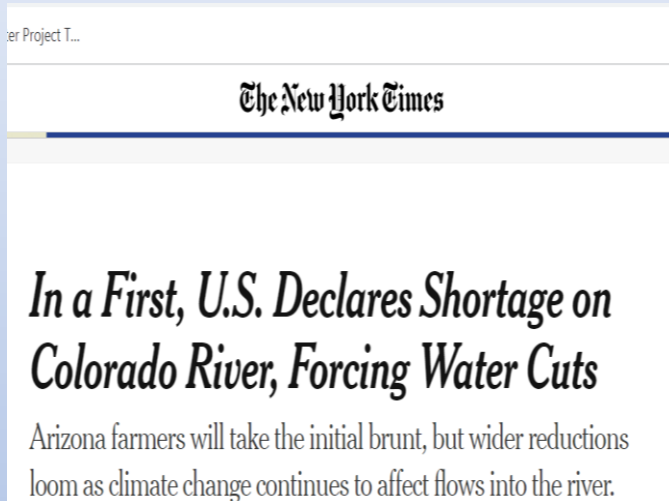 er Project T...
The New York Times
In a First, U.S. Declares Shortage on
Colorado River, Forcing Water Cuts
Arizona farmers will take the initial brunt, but wider reductions
loom as climate change continues to affect flows into the river.